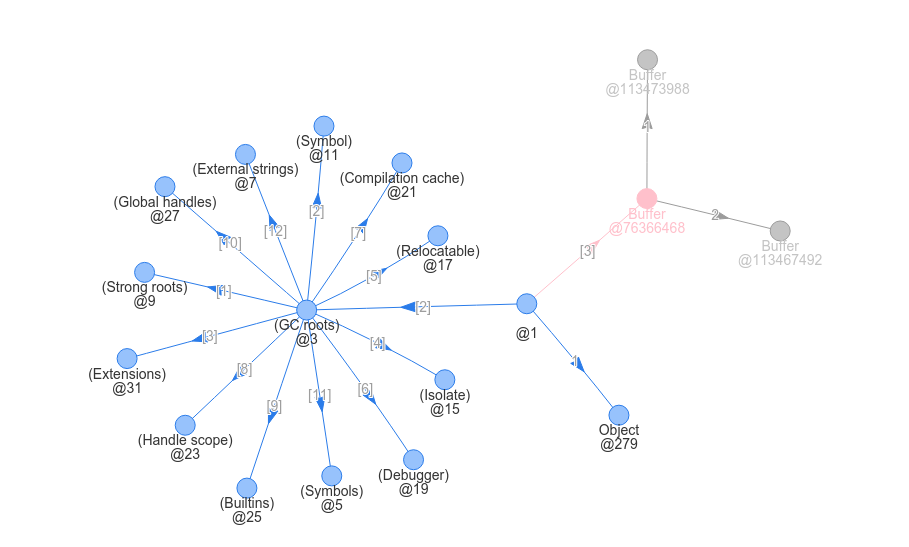 Buffer
@113473988
1
(Symbol)
@11
(External strings)
@7
(Compilation cache)
@21
(Global handles)
@27
[2]
[7]
[12]
[10]
Buffer
@76366468
2
Buffer
@113467492
(Relocatable)
@17
[3]
[5]
(Strong roots)
@9
[1]
(GC roots)
@3
[2]
@1
[3]
[4]
1
(Extensions)
@31
[8]
[6]
(Isolate)
@15
[9]
[11]
(Handle scope)
@23
Object
@279
(Debugger)
@19
(Builtins)
@25
(Symbols)
@5